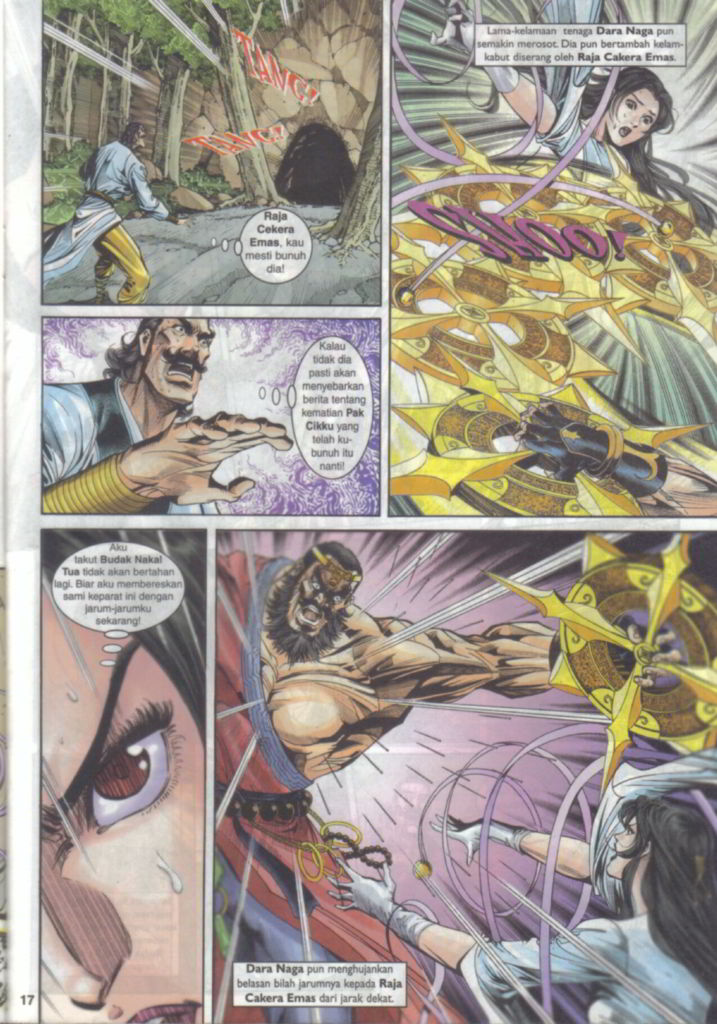 TANG!
TANG!
Raja
Cekera
Emas, kau
mesti bunuh
dia!
Lama-kelamaan tenaga Dara Naga pun
semakin merosot. Dia pun bertambah kelam-
kabut diserang oleh Raja Cakera Emas.
Kalau
tidak dia
pasti akan
menyebarkan
berita tentang
kematian Pak
Cikku yang
telah ku-
bunuh itu
nanti!
Aku
takut Budak Nakal
Tua tidak akan bertahan
lagi. Biar aku membereskan
sami keparat ini dengan
jarum-jarumku
sekarang!
Dara Naga pun menghujankan
belasan bilah jarumnya kepada Raja
Cakera Emas dari jarak dekat.
17